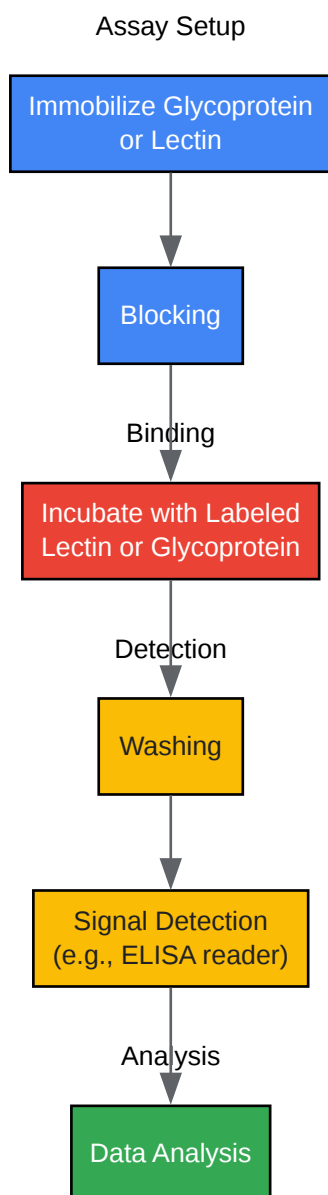 Assay Setup
Immobilize Glycoprotein
or Lectin
Blocking
Binding
Incubate with Labeled
Lectin or Glycoprotein
Detection
Washing
Signal Detection
(e.g., ELISA reader)
Analysis
Data Analysis